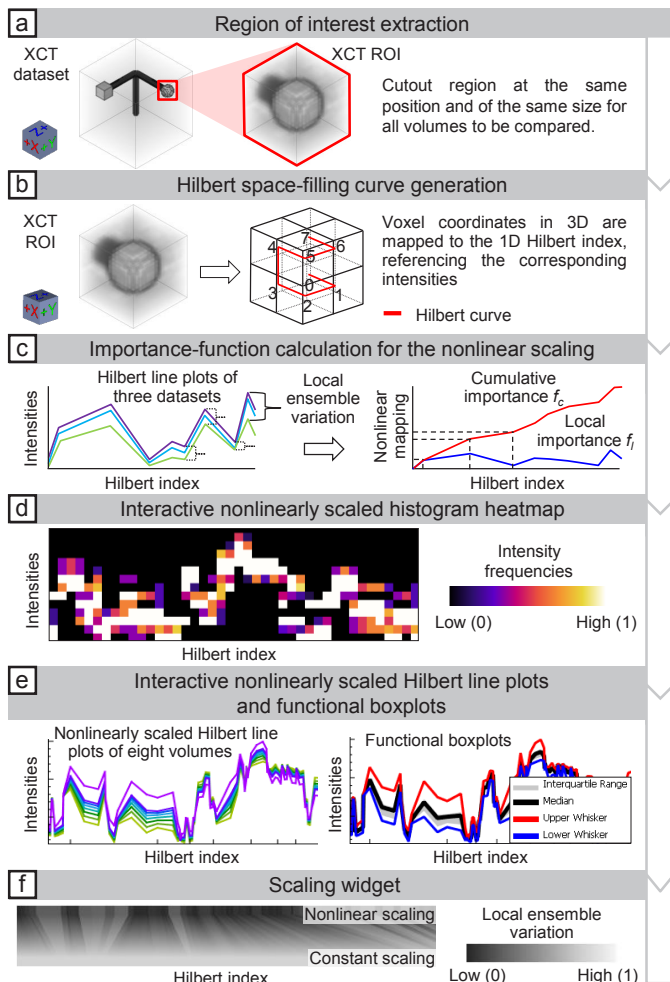 a
Region of interest extraction
XCT
dataset
XCT ROI
Cutout region at the same
position and of the same size for
all volumes to be compared.
Z+
+X +Y
b
Hilbert space-filling curve generation
XCT
ROI
7
4
6
5
0
3
1
2
Voxel coordinates in 3D are
mapped to the 1D Hilbert index,
referencing the corresponding
intensities
Hilbert curve
+X +Y
c
Importance-function calculation for the nonlinear scaling
Hilbert line plots of
three datasets
Local
ensemble
variation
Intensities
Hilbert index
Nonlinear
mapping
Cumulative
importance fc
Local
importance fl
Hilbert index
d
Interactive nonlinearly scaled histogram heatmap
Intensities
Hilbert index
Intensity
frequencies
Low (0) High (1)
e
Interactive nonlinearly scaled Hilbert line plots
and functional boxplots
Nonlinearly scaled Hilbert line
plots of eight volumes
Intensities
Hilbert index
Functional boxplots
Intensities
Interquartile Range
Median
Upper Whisker
Lower Whisker
Hilbert index
f
Scaling widget
Nonlinear scaling
Constant scaling
Hilbert index
Local ensemble
variation
Low (0) High (1)